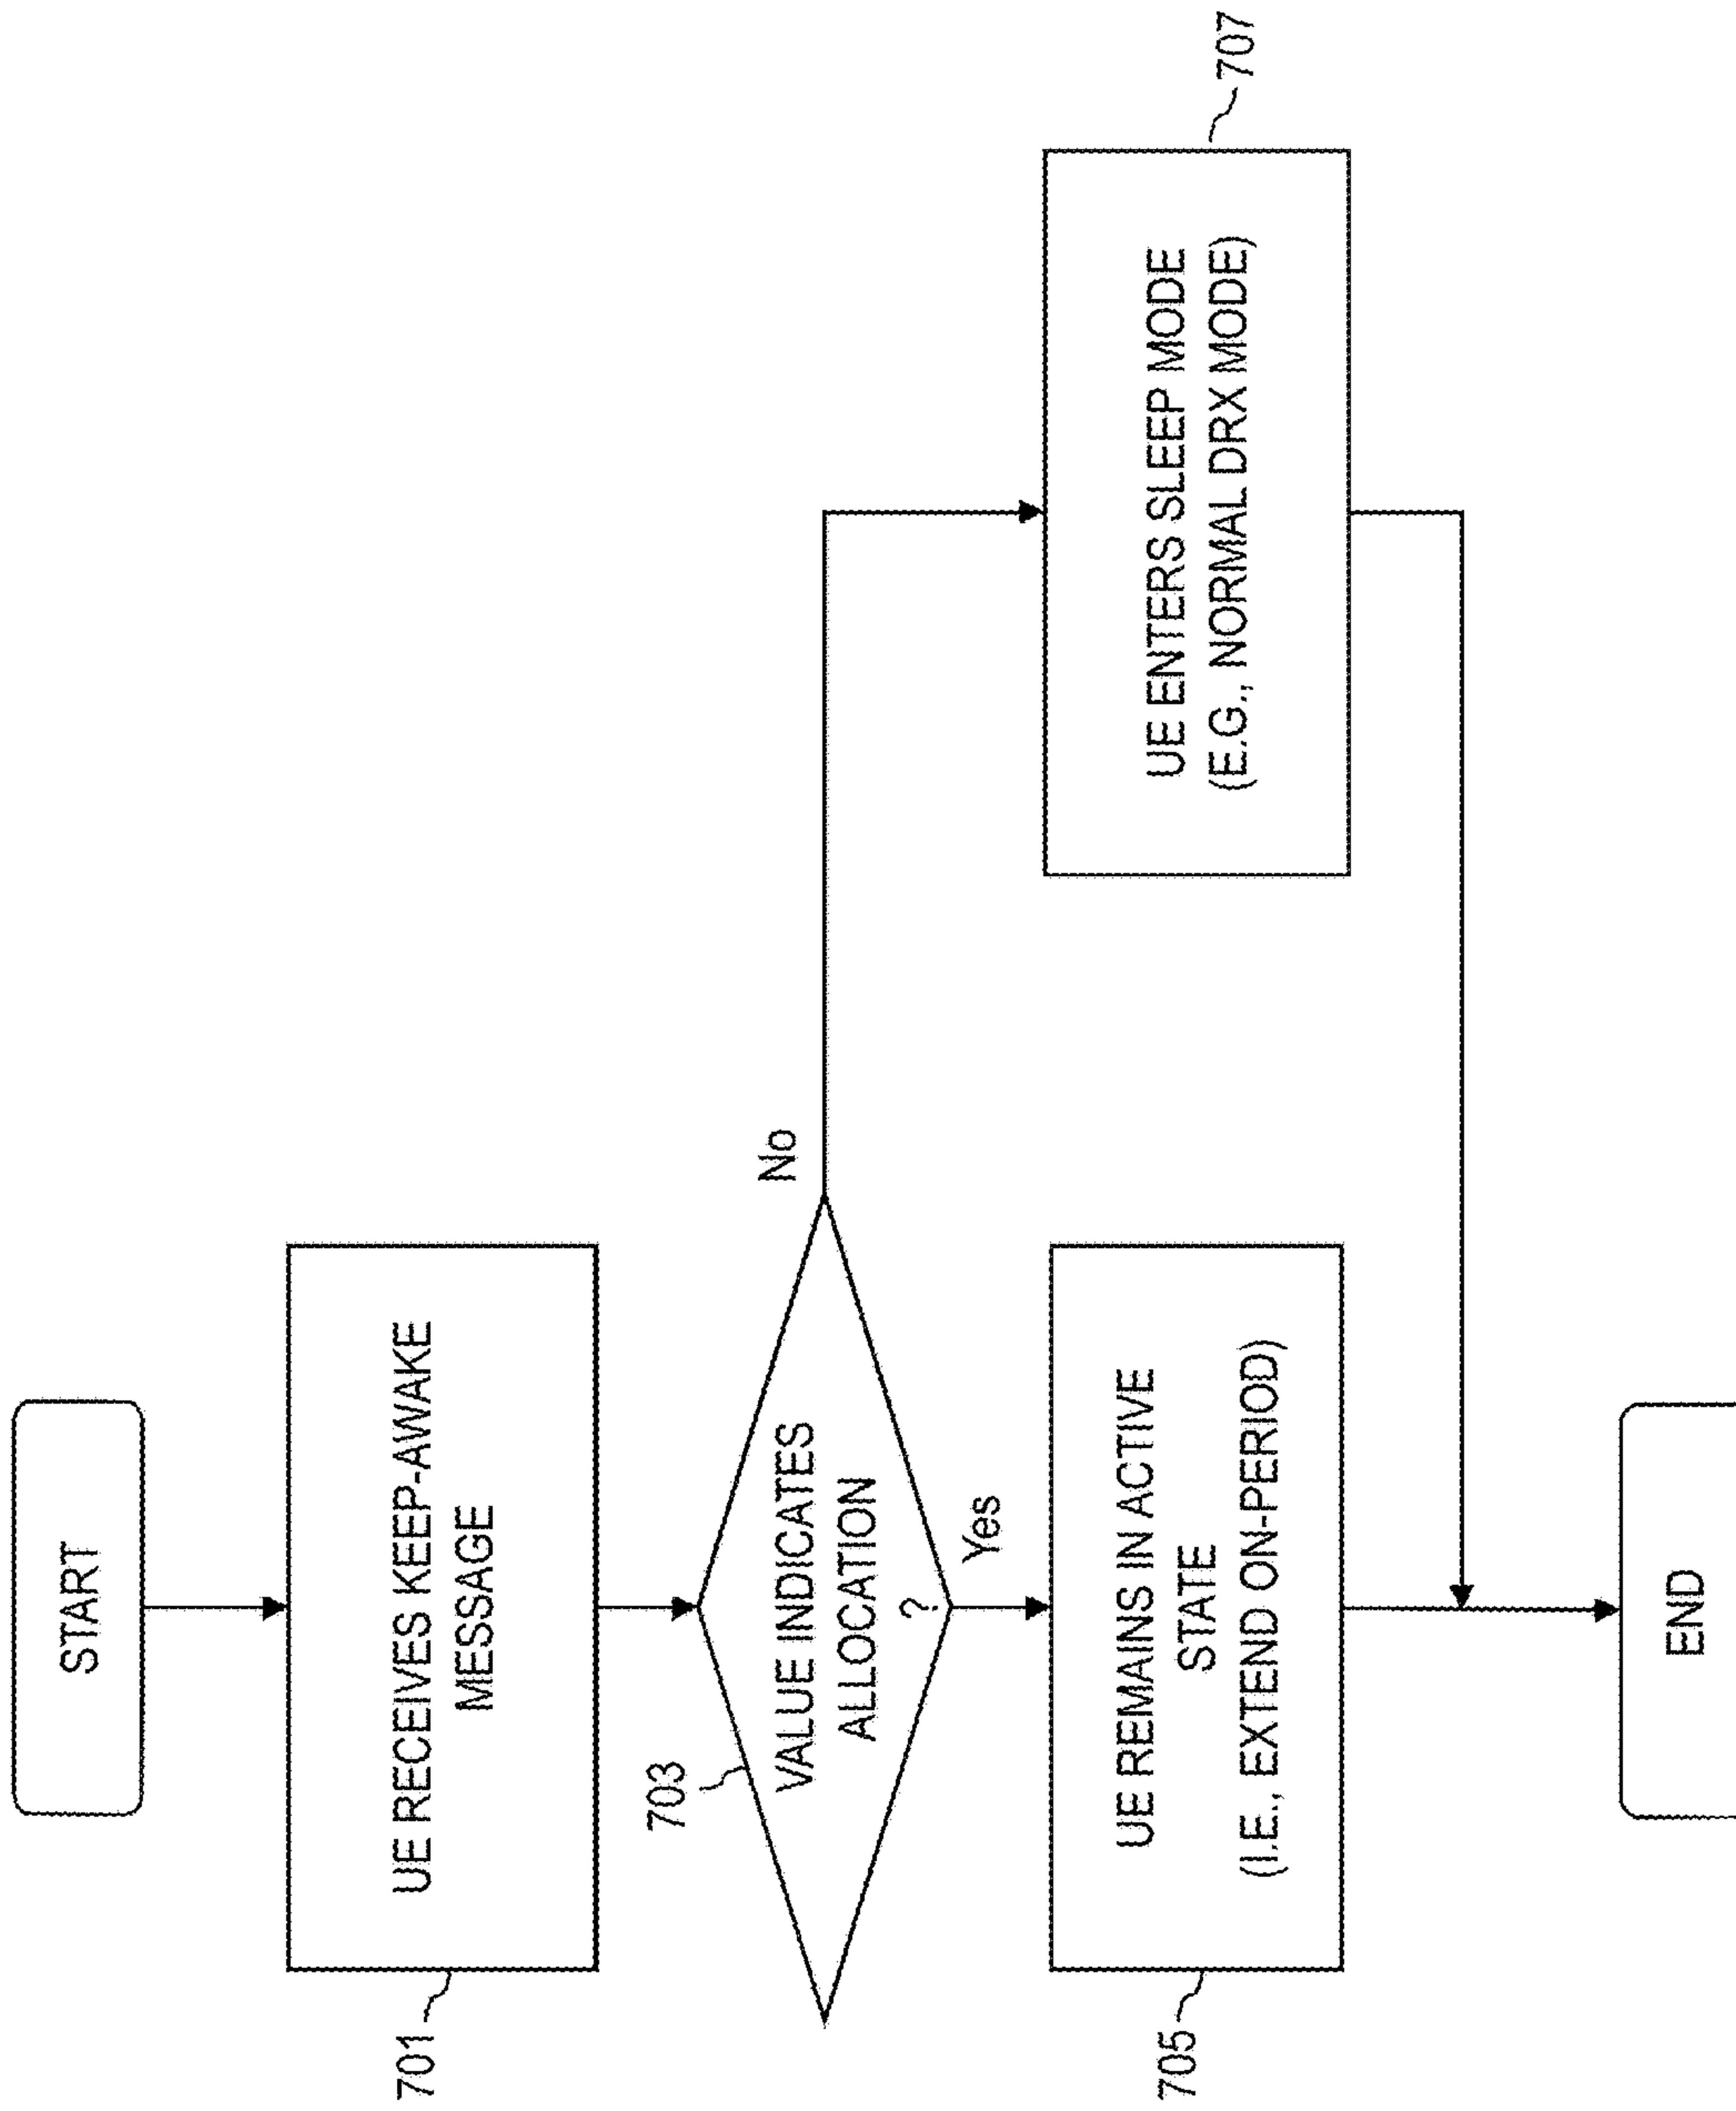 START
701
UE RECEIVES KEEP-AWAKE
MESSAGE
703
VALUE INDICATES
ALLOCATION
?
No
Yes
705
UE REMAINS IN ACTIVE
STATE
(I.E., EXTEND ON-PERIOD)
UE ENTERS SLEEP MODE
(E.G., NORMAL DRX MODE)
707
END